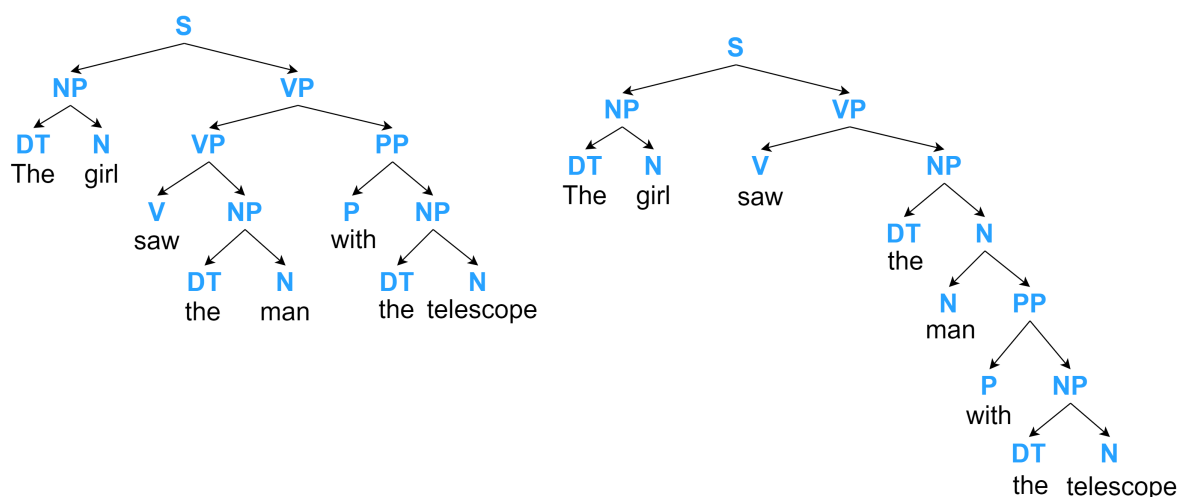 S
NP VP
DT N VP PP
The girl
V NP P NP
saw with
DT N DT N
the man the telescope
S
NP VP
DT N V NP
The girl saw
DT N
the
N PP
man
P NP
with
DT N
the telescope